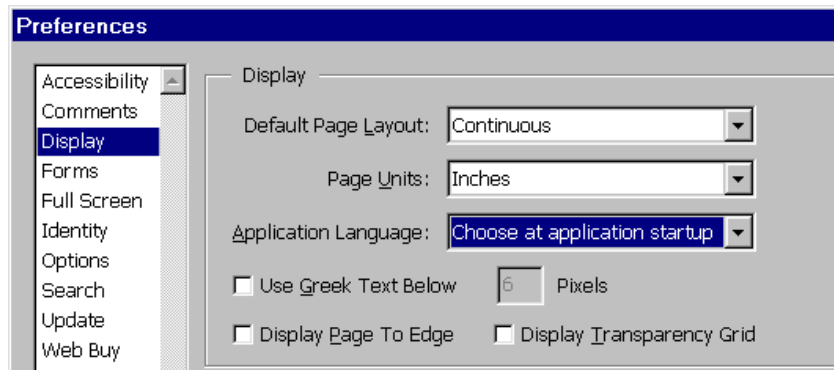 Preferences
Accessibility
Comments
Display
Forms
Full Screen
Identity
Options
Search
Update
Web Buy
Display
Default Page Layout: Continuous
Page Units: Inches
Application Language: Choose at application startup
Use Greek Text Below 6 Pixels
Display Page To Edge Display Transparency Grid